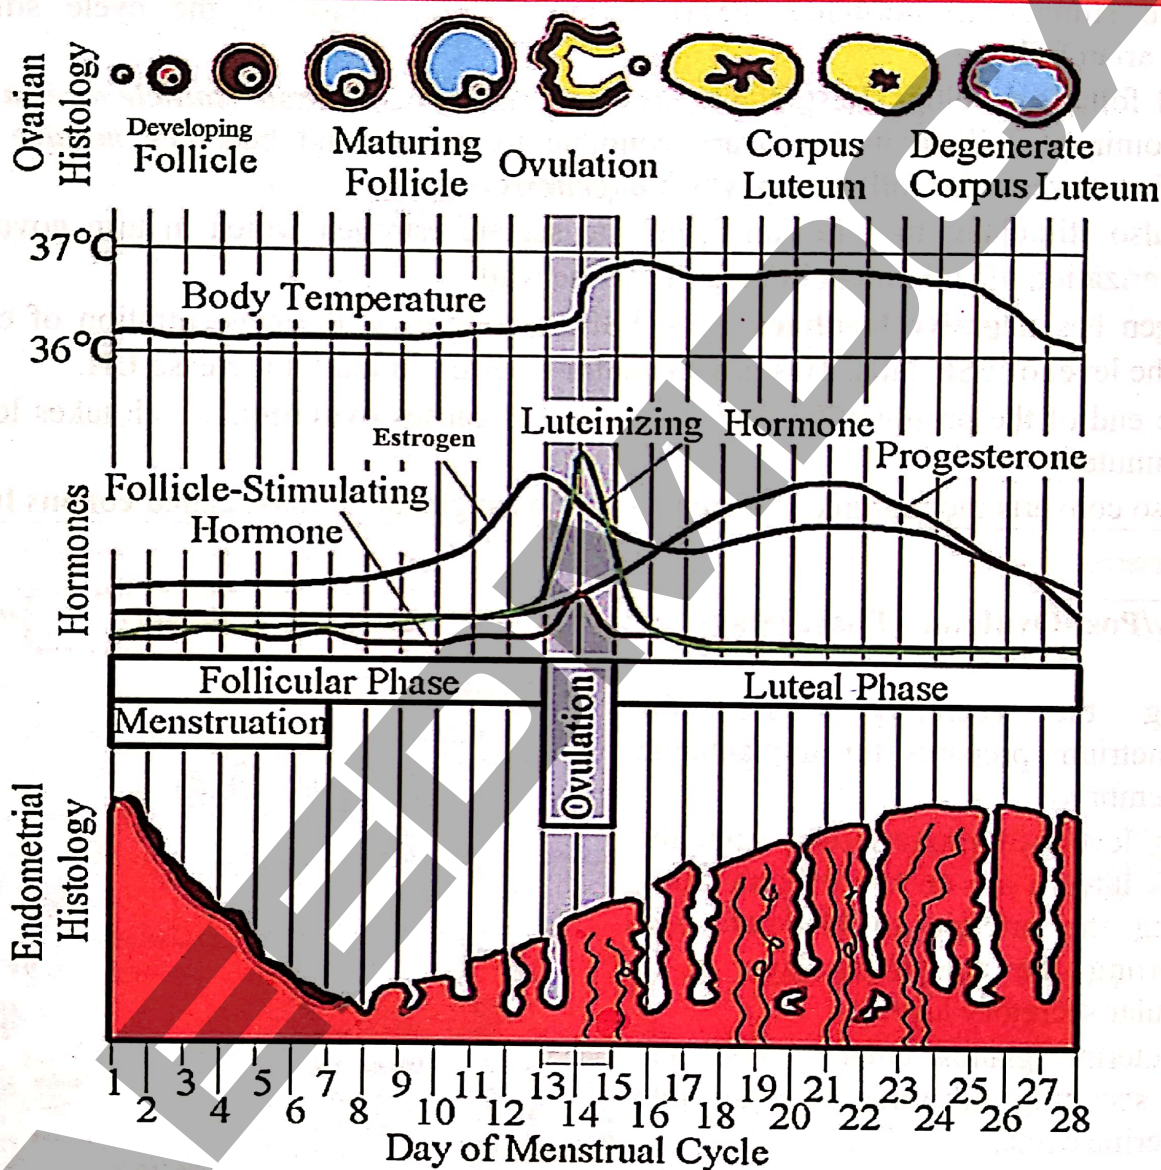 Ovarian
Histology
Developing
Follicle
Maturing
Follicle
Ovulation
Corpus
Luteum
Degenerate
Corpus Luteum
37°C
Body Temperature
36°C
Hormones
Estrogen
Luteinizing Hormone
Progesterone
Follicle-Stimulating
Hormone
Follicular Phase
Luteal Phase
Menstruation
Ovulation
Endometrial
Histology
1 2 3 4 5 6 7 8 9 10 11 12 13 14 15 16 17 18 19 20 21 22 23 24 25 26 27 28
Day of Menstrual Cycle